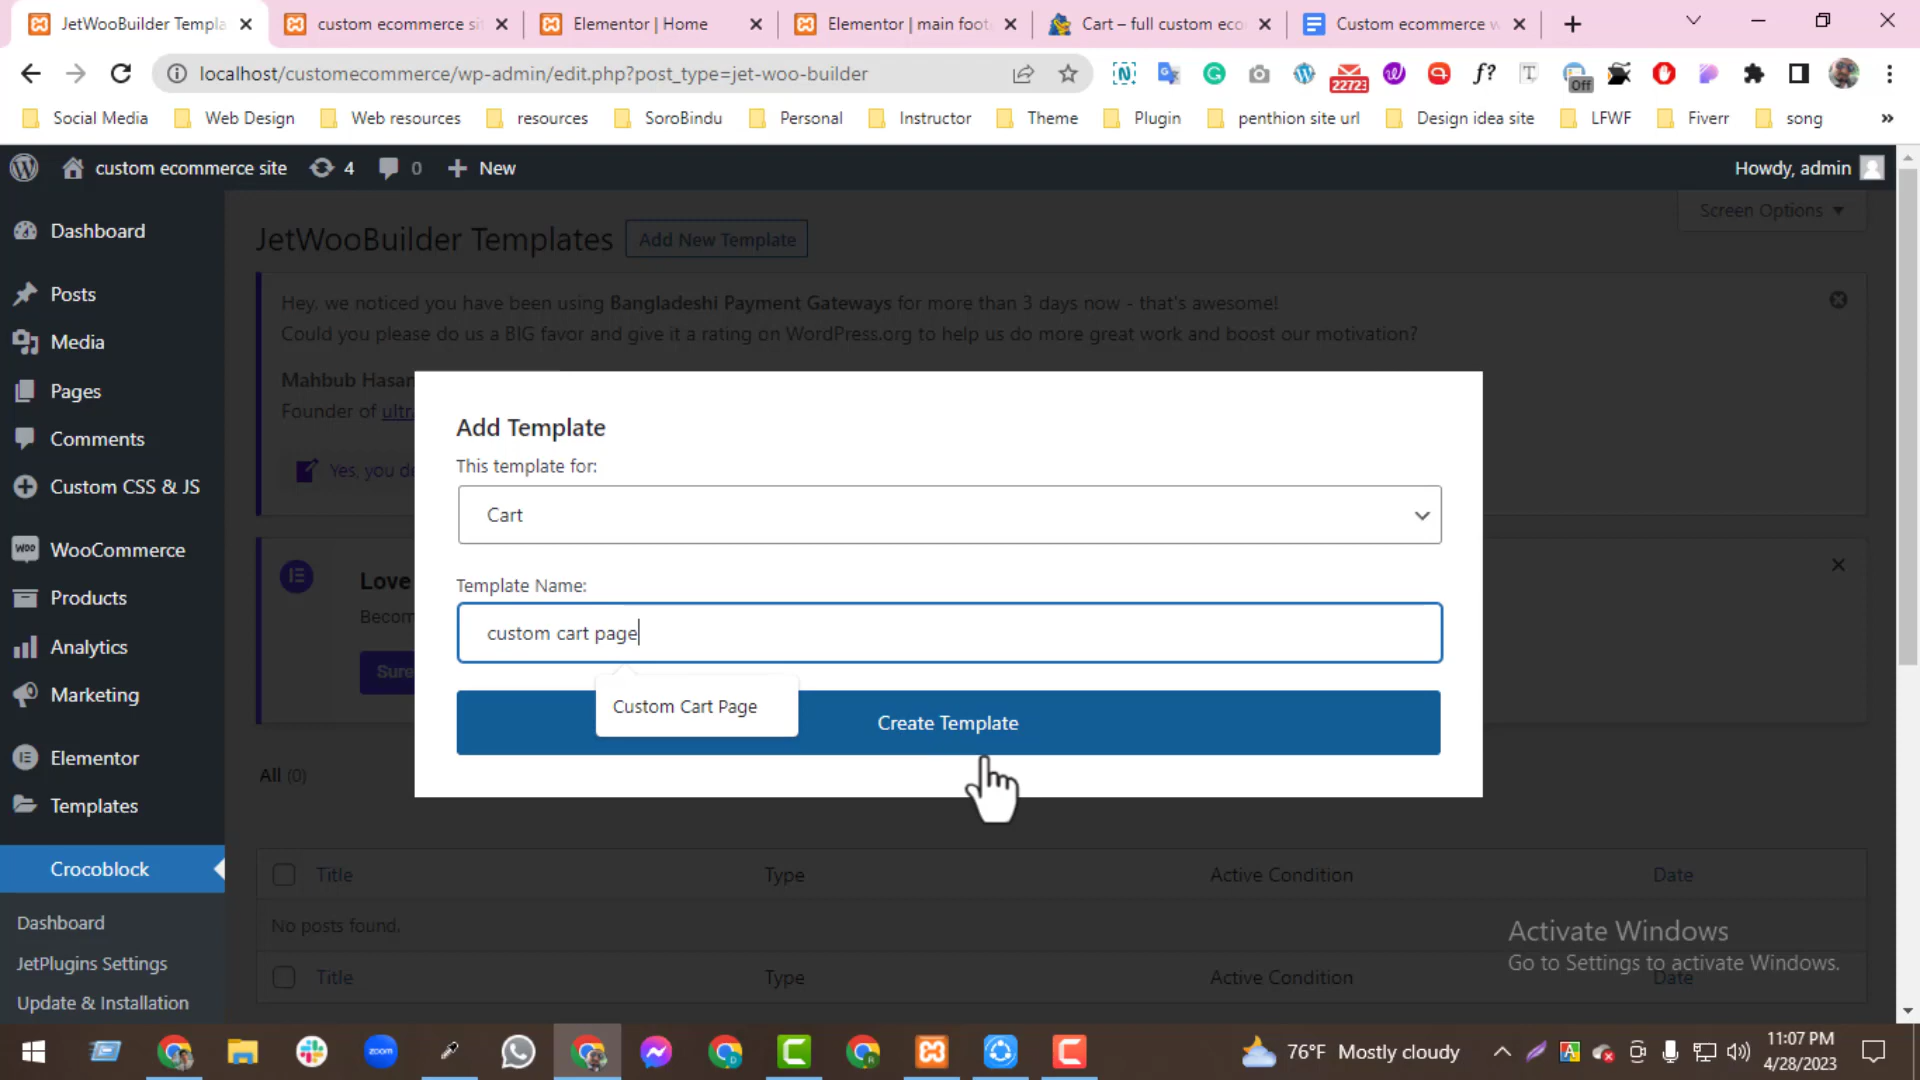 JetWooBuilder Templa
custom ecommerce si
Elementor | Home
Elementor | main foot
Cart – full custom eco
Custom ecommerce w
localhost/customecommerce/wp-admin/edit.php?post_type=jet-woo-builder
22723
Off
Social Media
Web Design
Web resources
resources
SoroBindu
Personal
Instructor
Theme
Plugin
penthion site url
Design idea site
LFWF
Fiverr
song
»
custom ecommerce site
4
0
New
Howdy, admin
Dashboard
Posts
Media
Pages
Comments
Custom CSS & JS
WooCommerce
Products
Analytics
Marketing
Elementor
Templates
Crocoblock
Dashboard
JetPlugins Settings
Update & Installation
Screen Options
JetWooBuilder Templates
Add New Template
Hey, we noticed you have been using Bangladeshi Payment Gateways for more than 3 days now - that's awesome!
Could you please do us a BIG favor and give it a rating on WordPress.org to help us do more great work and boost our motivation?
Mahbub Hasan
Founder of ultr
Yes, you de
Love
Becom
Sure
Add Template
This template for:
Cart
Template Name:
custom cart page
Custom Cart Page
Create Template
All (0)
Title Type Active Condition Date
No posts found.
Title Type Active Condition Date
Activate Windows
Go to Settings to activate Windows.
zoom
76°F Mostly cloudy
11:07 PM
4/28/2023